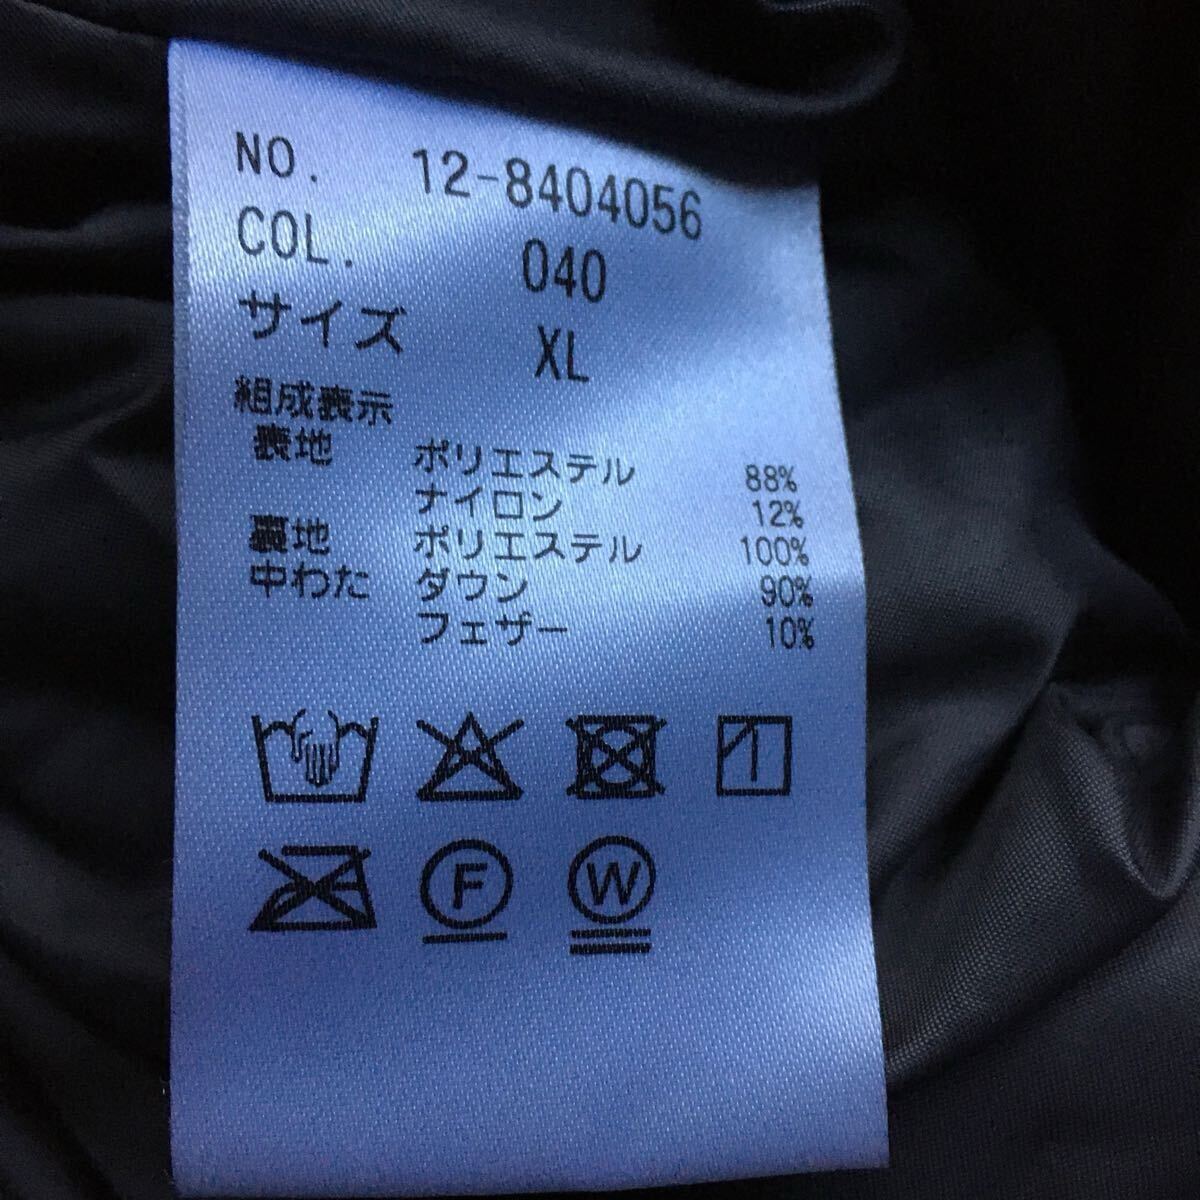 NO. 12-8404056
COL. 040
サイズ XL
組成表示
表地 ポリエステル 88%
ナイロン 12%
裏地 ポリエステル 100%
中わた ダウン 90%
フェザー 10%
F W